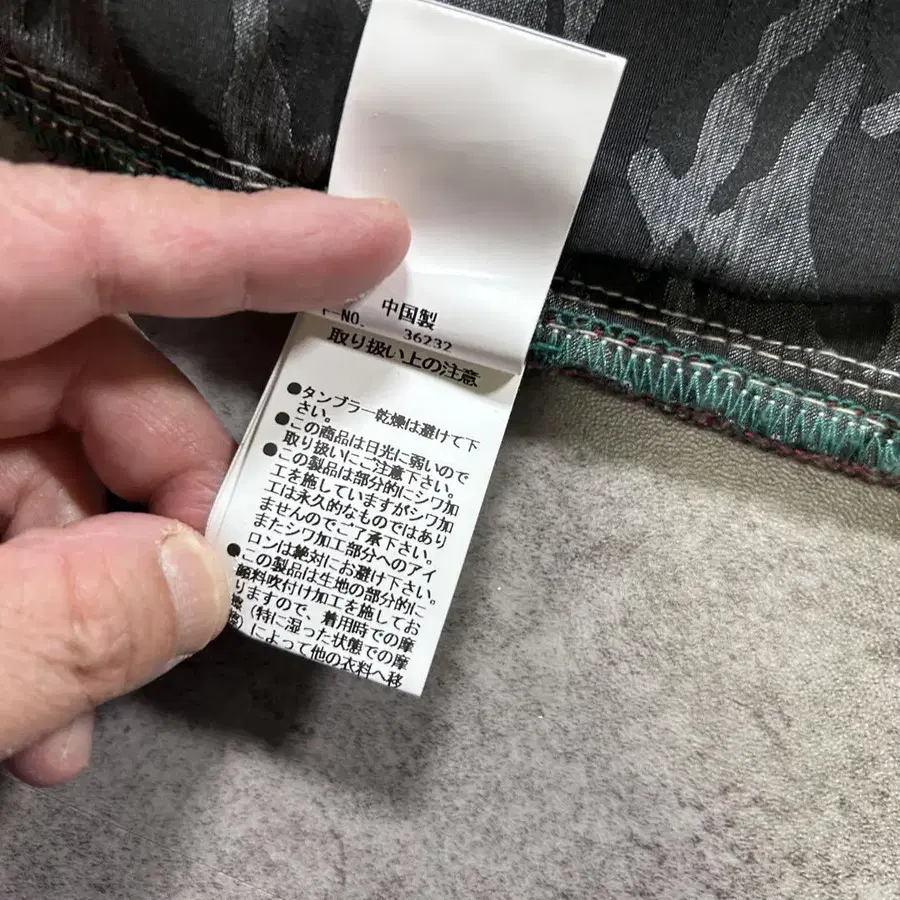 中国製
-NO. 36232
取り扱い上の注意
●タンブラー乾燥は避けて下
さい。
●この商品は日光に弱いので
取り扱いにご注意下さい。
●この製品は部分的にシワ加
工を施していますがシワ加
工は永久的なものではあり
ませんのでご了承下さい。
またシワ加工部分へのアイ
ロンは絶対にお避け下さい。
●この製品は生地の部分的に
顔料吹付け加工を施してお
りますので、着用時での摩
擦（特に湿った状態での摩
擦）によって他の衣料へ移